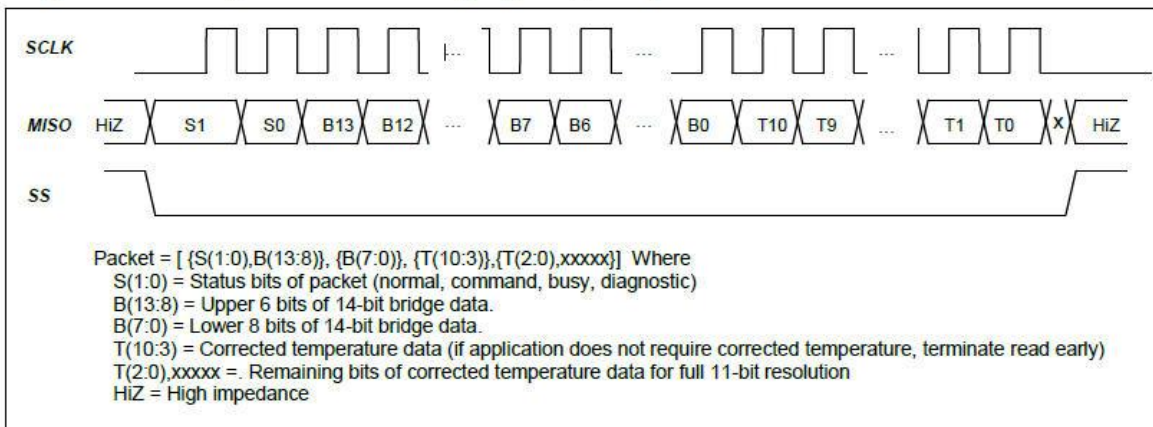 SCLK
... ... ...
MISO HiZ S1 S0 B13 B12 ... B7 B6 ... B0 T10 T9 ... T1 T0 X HiZ
SS
Packet = [ {S(1:0),B(13:8)}, {B(7:0)}, {T(10:3)},{T(2:0),xxxxx}] Where
S(1:0) = Status bits of packet (normal, command, busy, diagnostic)
B(13:8) = Upper 6 bits of 14-bit bridge data.
B(7:0) = Lower 8 bits of 14-bit bridge data.
T(10:3) = Corrected temperature data (if application does not require corrected temperature, terminate read early)
T(2:0),xxxxx =. Remaining bits of corrected temperature data for full 11-bit resolution
HiZ = High impedance